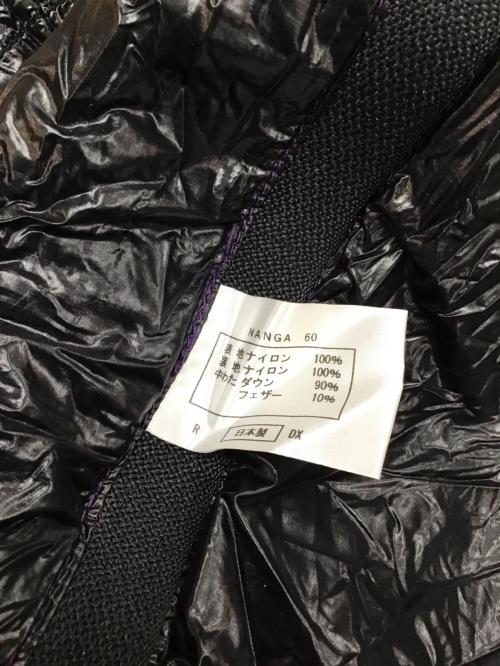 NANGA 60
表地ナイロン 100%
裏地ナイロン 100%
中わた ダウン 90%
フェザー 10%
R 日本製 DX